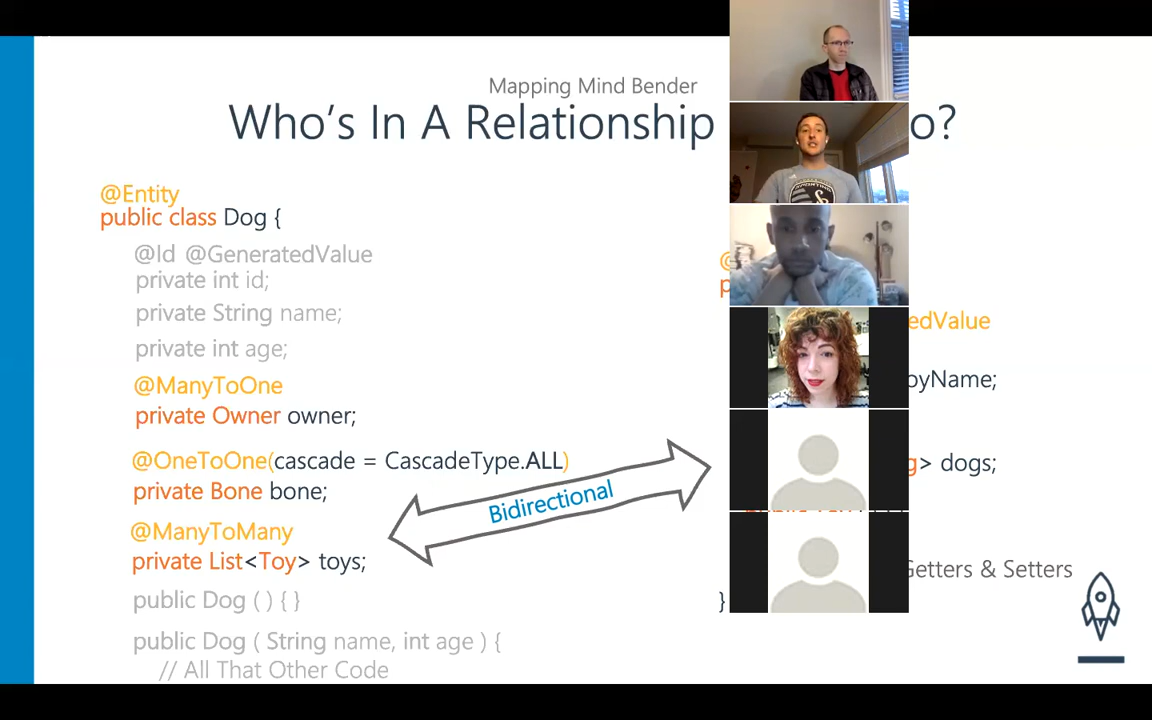 Mapping Mind Bender
Who's In A Relationship o?
@Entity
public class Dog {
@Id @GeneratedValue
private int id;
private String name;
private int age;
@ManyToOne
private Owner owner;
@OneToOne(cascade = CascadeType.ALL)
private Bone bone;
@ManyToMany
private List<Toy> toys;
public Dog ( ) { }
public Dog ( String name, int age ) {
// All That Other Code
Bidirectional
edValue
oyName;
> dogs;
Getters & Setters
}
SPORTING